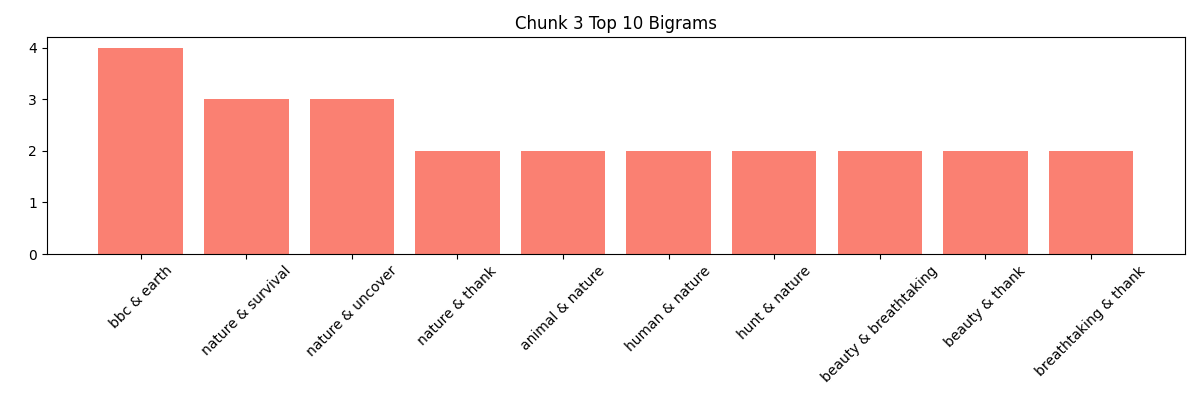 Chunk 3 Top 10 Bigrams
4
3
2
1
0
bbc & earth
nature & survival
nature & uncover
nature & thank
animal & nature
human & nature
hunt & nature
beauty & breathtaking
beauty & thank
breathtaking & thank